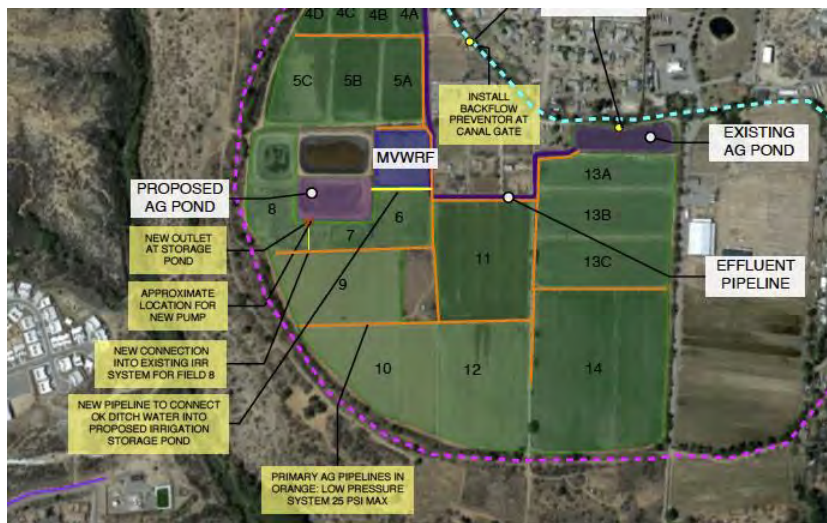 4D
4C
4B
4A
5C
5B
5A
INSTALL
BACKFLOW
PREVENTOR AT
CANAL GATE
EXISTING
AG POND
MVWRF
PROPOSED
AG POND
13A
8
6
13B
7
NEW OUTLET
AT STORAGE
POND
11
13C
EFFLUENT
PIPELINE
9
APPROXIMATE
LOCATION FOR
NEW PUMP
NEW CONNECTION
INTO EXISTING IRR
SYSTEM FOR FIELD 8
10
12
14
NEW PIPELINE TO CONNECT
OK DITCH WATER INTO
PROPOSED IRRIGATION
STORAGE POND
PRIMARY AG PIPELINES IN
ORANGE: LOW PRESSURE
SYSTEM 25 PSI MAX